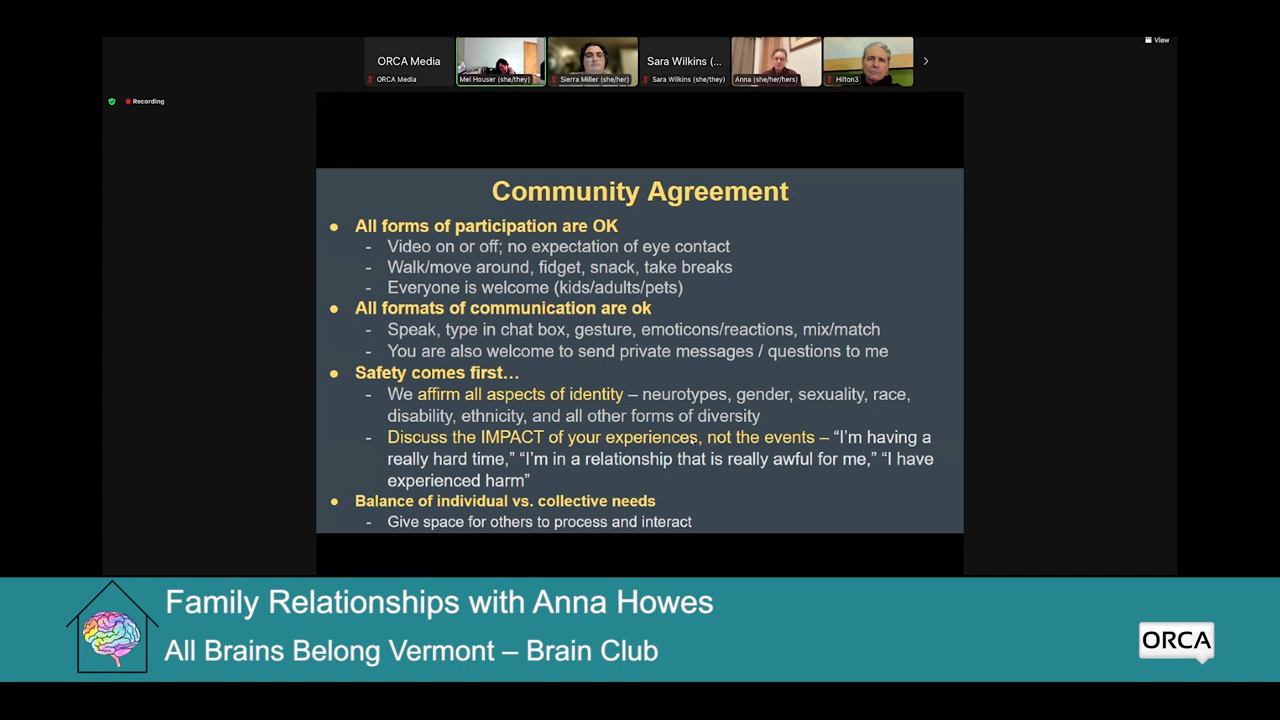 View
ORCA Media
Sara Wilkins (...
ORCA Media
Mel Houser (she/they)
Sierra Miller (she/her)
Sara Wilkins (she/they)
Anna (she/her/hers)
Hilton3
Recording
Community Agreement
● All forms of participation are OK
- Video on or off; no expectation of eye contact
- Walk/move around, fidget, snack, take breaks
- Everyone is welcome (kids/adults/pets)
● All formats of communication are ok
- Speak, type in chat box, gesture, emoticons/reactions, mix/match
- You are also welcome to send private messages / questions to me
● Safety comes first…
- We affirm all aspects of identity – neurotypes, gender, sexuality, race,
disability, ethnicity, and all other forms of diversity
- Discuss the IMPACT of your experiences, not the events – “I’m having a
really hard time,” “I’m in a relationship that is really awful for me,” “I have
experienced harm”
● Balance of individual vs. collective needs
- Give space for others to process and interact
Family Relationships with Anna Howes
All Brains Belong Vermont – Brain Club
ORCA